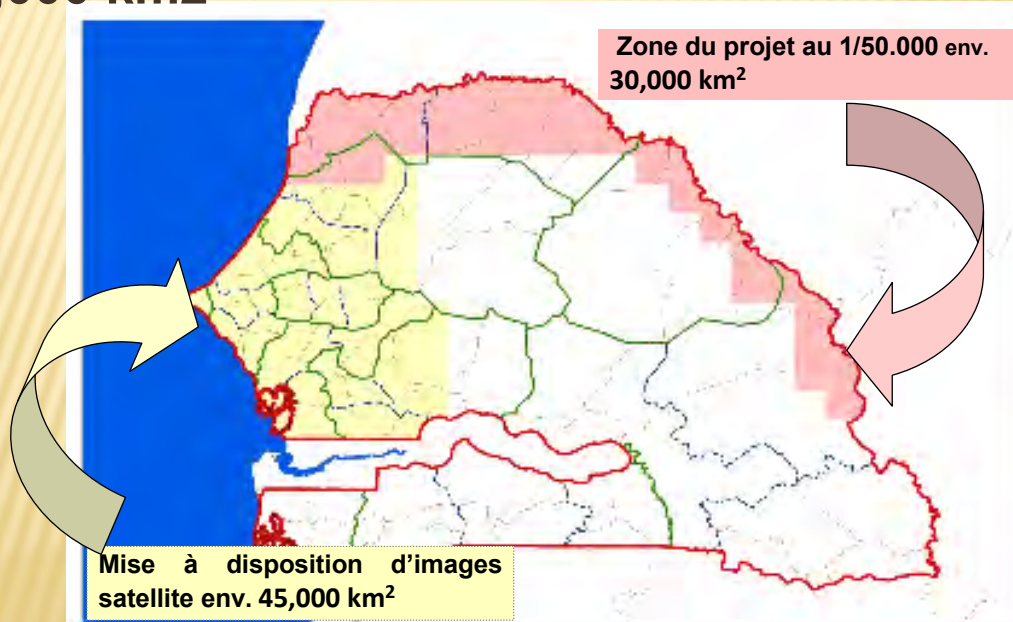 km2
Zone du projet au 1/50.000 env.
30,000 km²
Mise à disposition d’images
satellite env. 45,000 km²